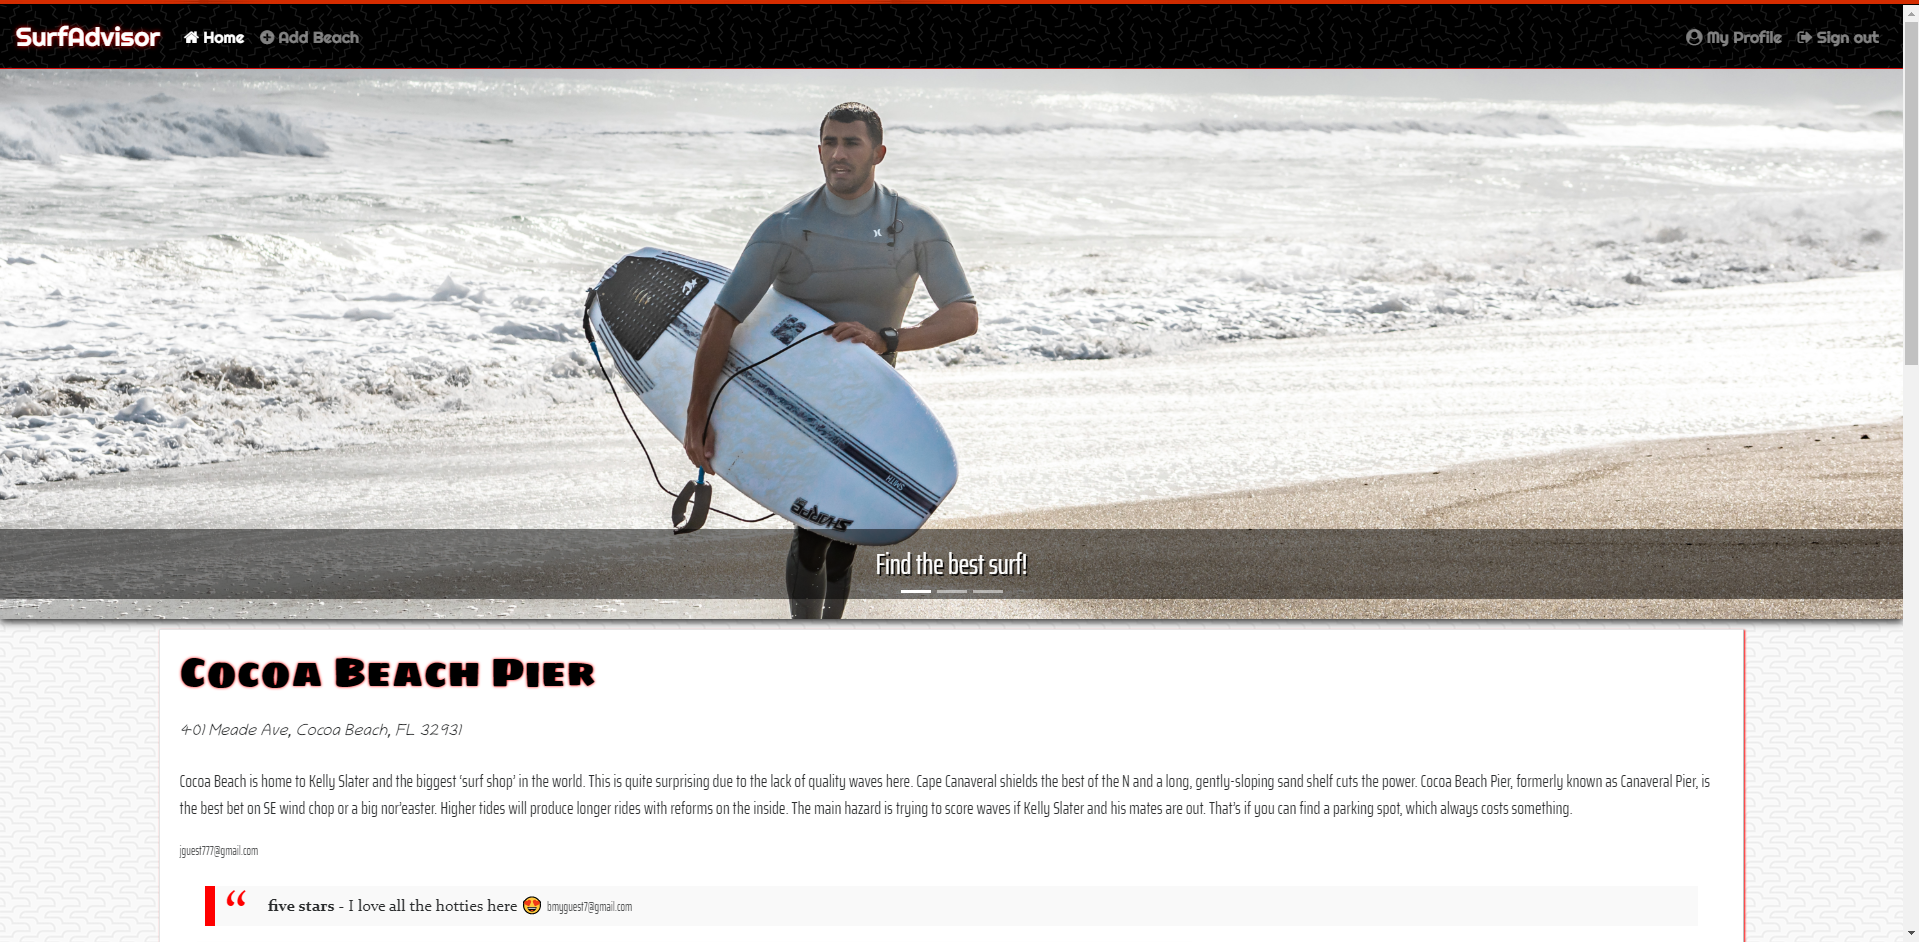 SurfAdvisor Home Add Beach My Profile Sign out
SMITH
SHARPE
Find the best surf!
Cocoa Beach Pier
401 Meade Ave, Cocoa Beach, FL 32931
Cocoa Beach is home to Kelly Slater and the biggest ‘surf shop’ in the world. This is quite surprising due to the lack of quality waves here. Cape Canaveral shields the best of the N and a long, gently-sloping sand shelf cuts the power. Cocoa Beach Pier, formerly known as Canaveral Pier, is
the best bet on SE wind chop or a big nor’easter. Higher tides will produce longer rides with reforms on the inside. The main hazard is trying to score waves if Kelly Slater and his mates are out. That’s if you can find a parking spot, which always costs something.
jguest777@gmail.com
“ five stars - I love all the hotties here 😍 bmyguest7@gmail.com